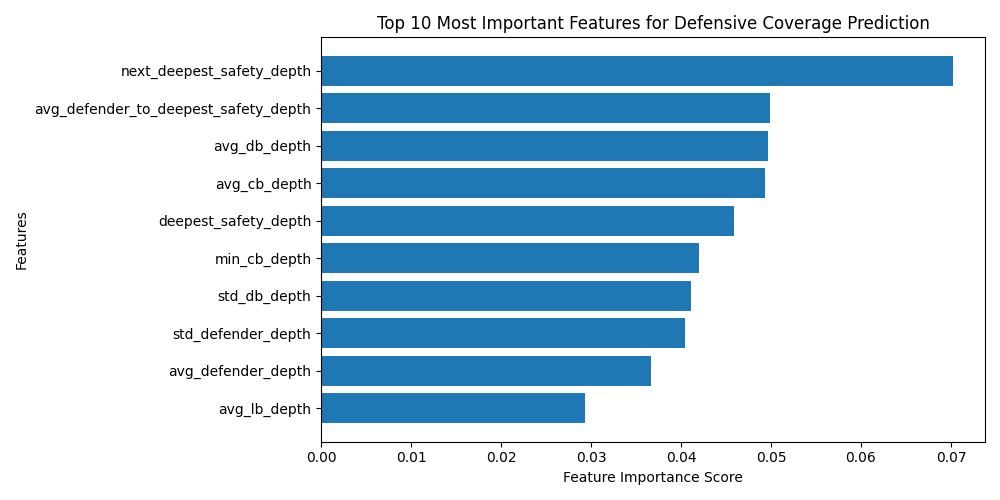 Top 10 Most Important Features for Defensive Coverage Prediction
next_deepest_safety_depth
avg_defender_to_deepest_safety_depth
avg_db_depth
avg_cb_depth
deepest_safety_depth
min_cb_depth
std_db_depth
std_defender_depth
avg_defender_depth
avg_lb_depth
Features
0.00 0.01 0.02 0.03 0.04 0.05 0.06 0.07
Feature Importance Score